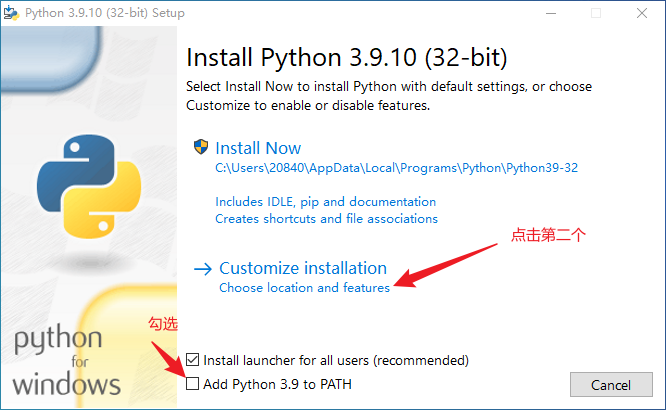 Python 3.9.10 (32-bit) Setup
Install Python 3.9.10 (32-bit)
Select Install Now to install Python with default settings, or choose
Customize to enable or disable features.
Install Now
C:\Users\20840\AppData\Local\Programs\Python\Python39-32
Includes IDLE, pip and documentation
Creates shortcuts and file associations
点击第二个
Customize installation
Choose location and features
勾选
python
for
windows
Install launcher for all users (recommended)
Add Python 3.9 to PATH
Cancel